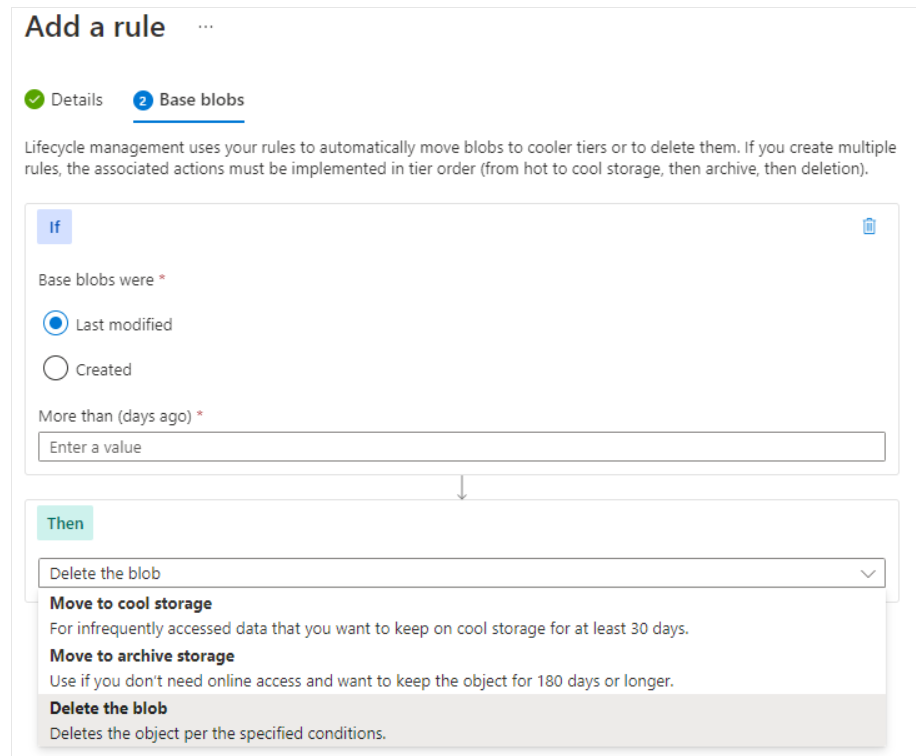 Add a rule ...
Details 2 Base blobs
Lifecycle management uses your rules to automatically move blobs to cooler tiers or to delete them. If you create multiple
rules, the associated actions must be implemented in tier order (from hot to cool storage, then archive, then deletion).
If
Base blobs were *
Last modified
Created
More than (days ago) *
Enter a value
Then
Delete the blob
Move to cool storage
For infrequently accessed data that you want to keep on cool storage for at least 30 days.
Move to archive storage
Use if you don't need online access and want to keep the object for 180 days or longer.
Delete the blob
Deletes the object per the specified conditions.